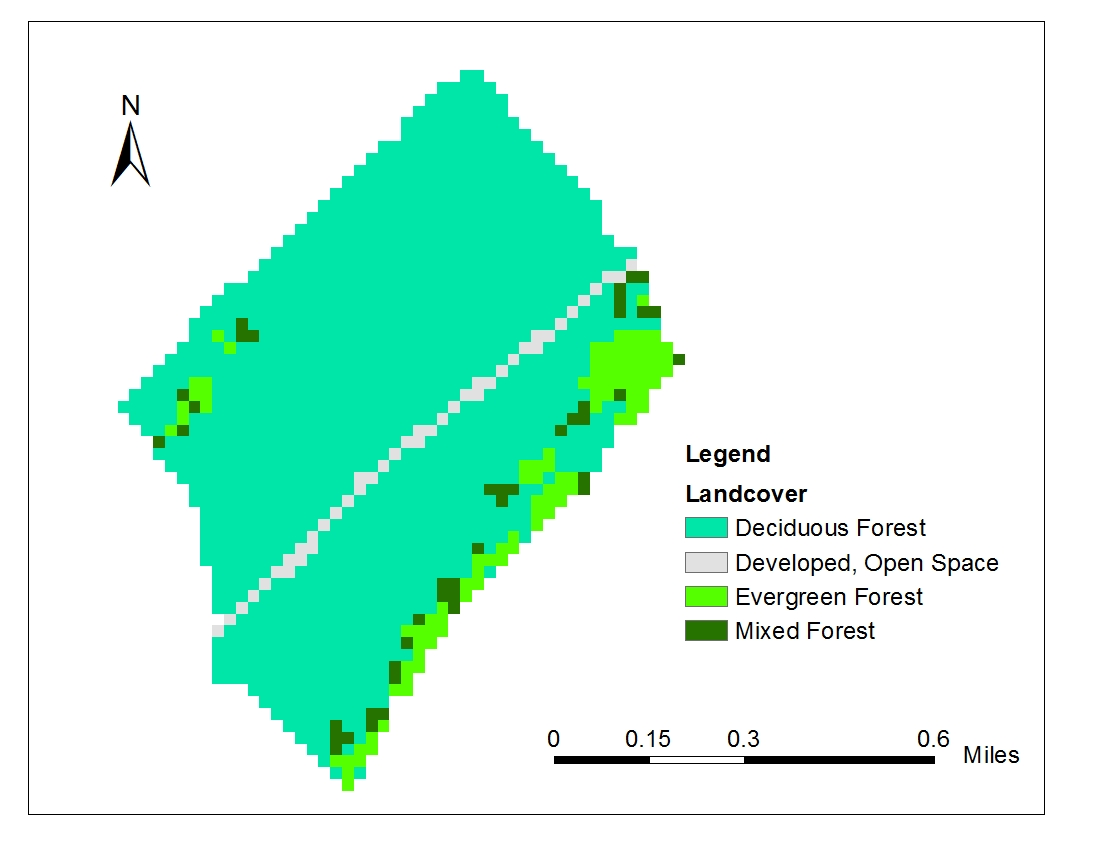 N
Legend
Landcover
Deciduous Forest
Developed, Open Space
Evergreen Forest
Mixed Forest
0 0.15 0.3 0.6
Miles